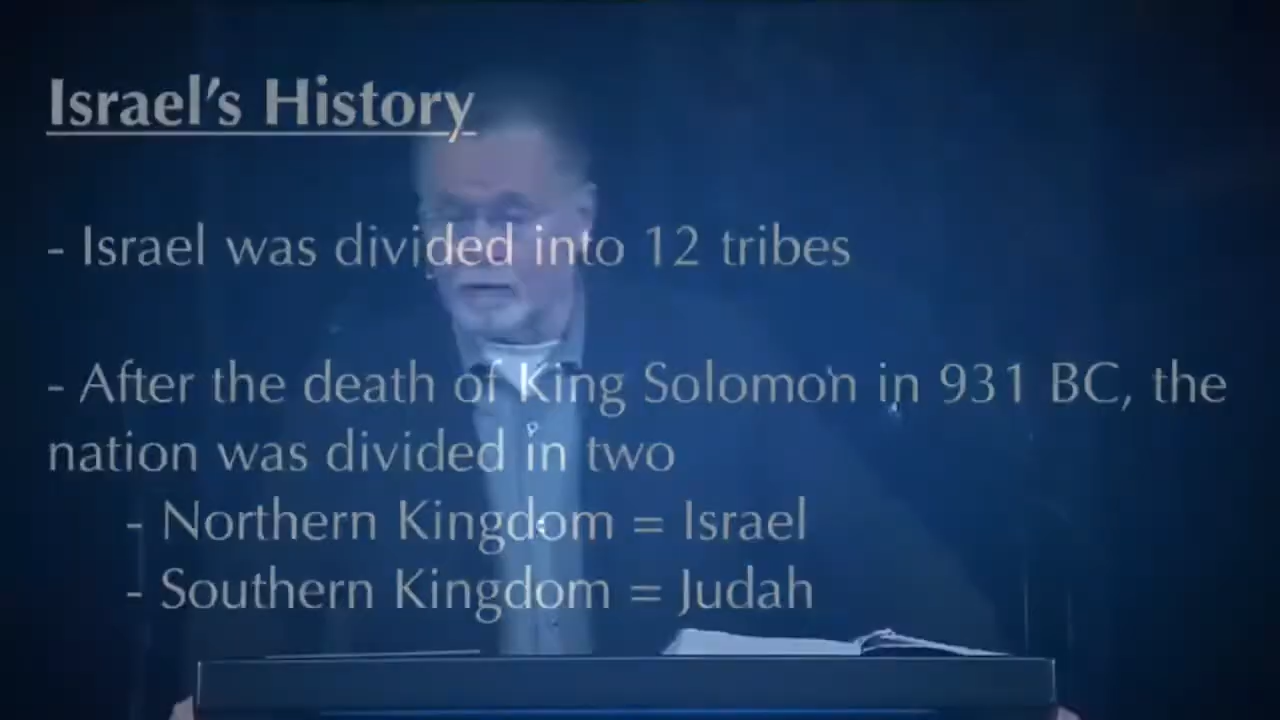 Israel's History
- Israel was divided into 12 tribes
- After the death of King Solomon in 931 BC, the
nation was divided in two
- Northern Kingdom = Israel
- Southern Kingdom = Judah